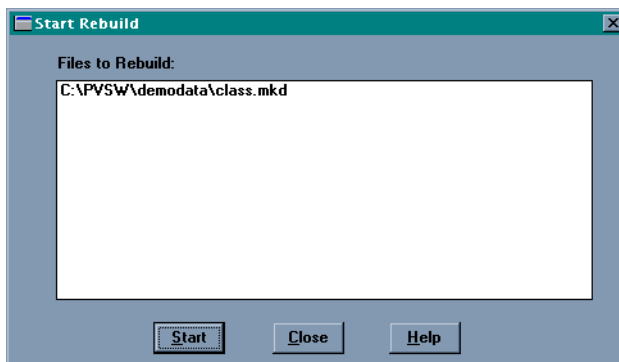 Start Rebuild
Files to Rebuild:
C:\PVSW\demodata\class.mkd
Start Close Help